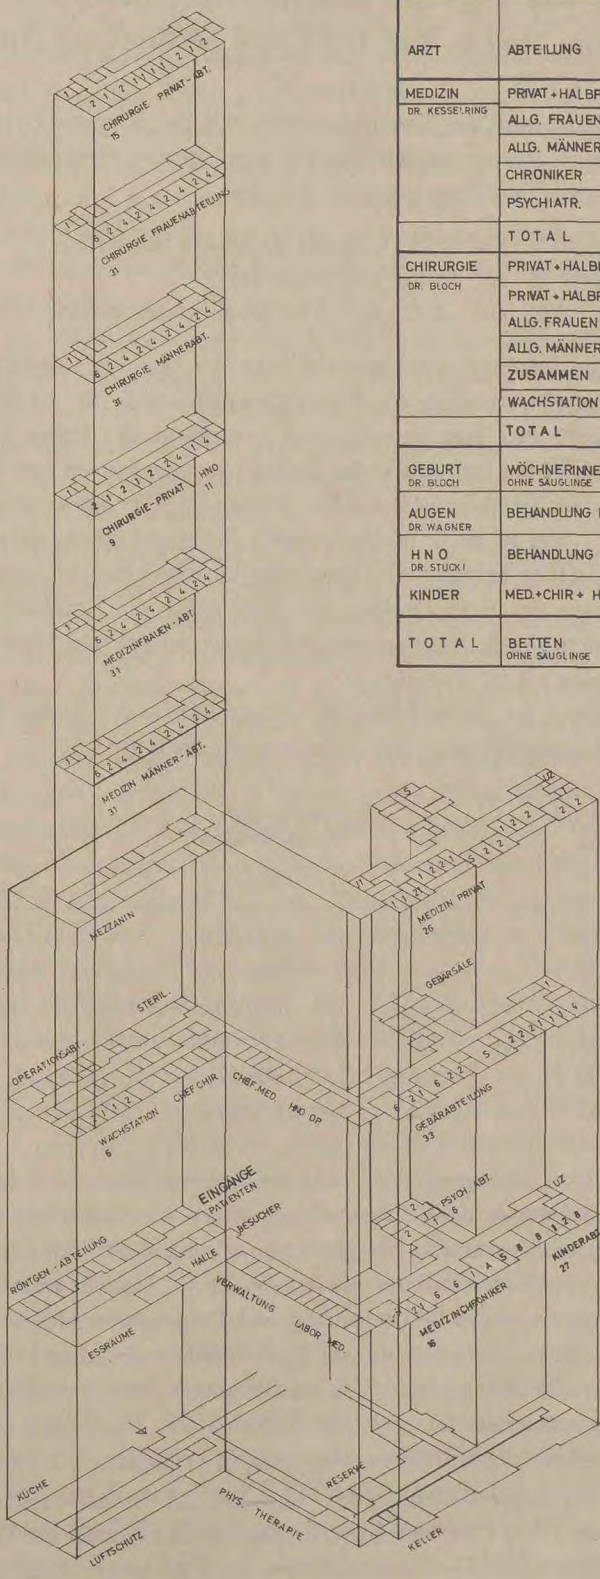 CHIRURGIE PRIVAT-ABT.
15
CHIRURGIE FRAUENABTEILUNG
31
CHIRURGIE MÄNNERABT.
31
CHIRURGIE-PRIVAT
9
HNO
11
MEDIZINFRAUEN-ABT.
31
MEDIZIN MÄNNER-ABT.
31
MEZZANIN
STERIL.
OPERATIONSABT.
WACHSTATION
6
CHEF CHIR
CHEF.MED.
HNO OP
EINGÄNGE
PATIENTEN
BESUCHER
RÖNTGEN-ABTEILUNG
HALLE
ESSRÄUME
VERWALTUNG
LABOR MED.
KÜCHE
LUFTSCHUTZ
PHYS. THERAPIE
RESERVE
KELLER
MEDIZIN PRIVAT
26
GEBÄRSÄLE
GEBÄRABTEILUNG
33
PSYCH ABT.
6
UZ
KINDERABT
27
MEDIZINCHRONIKER
16
ARZT ABTEILUNG
MEDIZIN PRIVAT+HALBP
DR. KESSELRING ALLG. FRAUEN
ALLG. MÄNNER
CHRONIKER
PSYCHIATR.
TOTAL
CHIRURGIE PRIVAT+HALBP
DR. BLOCH PRIVAT+HALBP
ALLG. FRAUEN
ALLG. MÄNNER
ZUSAMMEN
WACHSTATION
TOTAL
GEBURT WÖCHNERINNE
DR. BLOCH OHNE SÄUGLINGE
AUGEN BEHANDLUNG
DR. WAGNER
HNO BEHANDLUNG
DR. STUCKI
KINDER MED.+CHIR+ H
TOTAL BETTEN
OHNE SÄUGLINGE